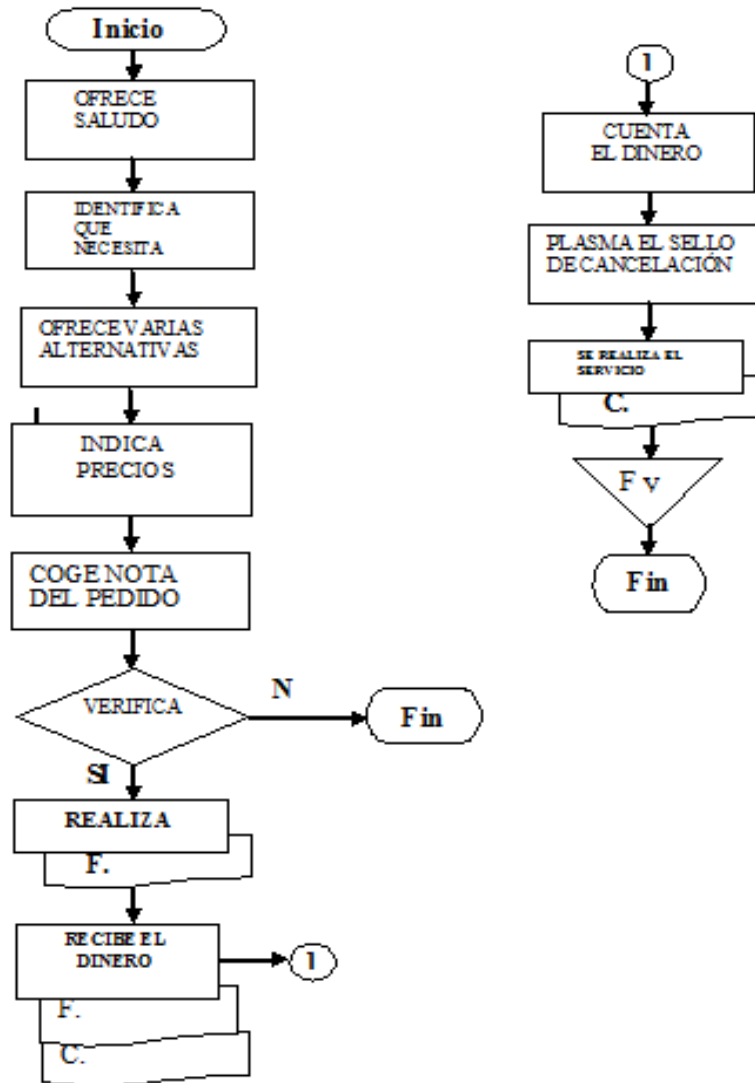 Inicio
OFRECE
SALUDO
IDENTIFICA
QUE
NECESITA
OFRECE VARIAS
ALTERNATIVAS
INDICA
PRECIOS
COGE NOTA
DEL PEDIDO
VERIFICA
N
Fin
SI
REALIZA
F.
RECIBE EL
DINERO
1
F.
C.
1
CUENTA
EL DINERO
PLASMA EL SELLO
DE CANCELACIÓN
SE REALIZA EL
SERVICIO
C.
F v
Fin